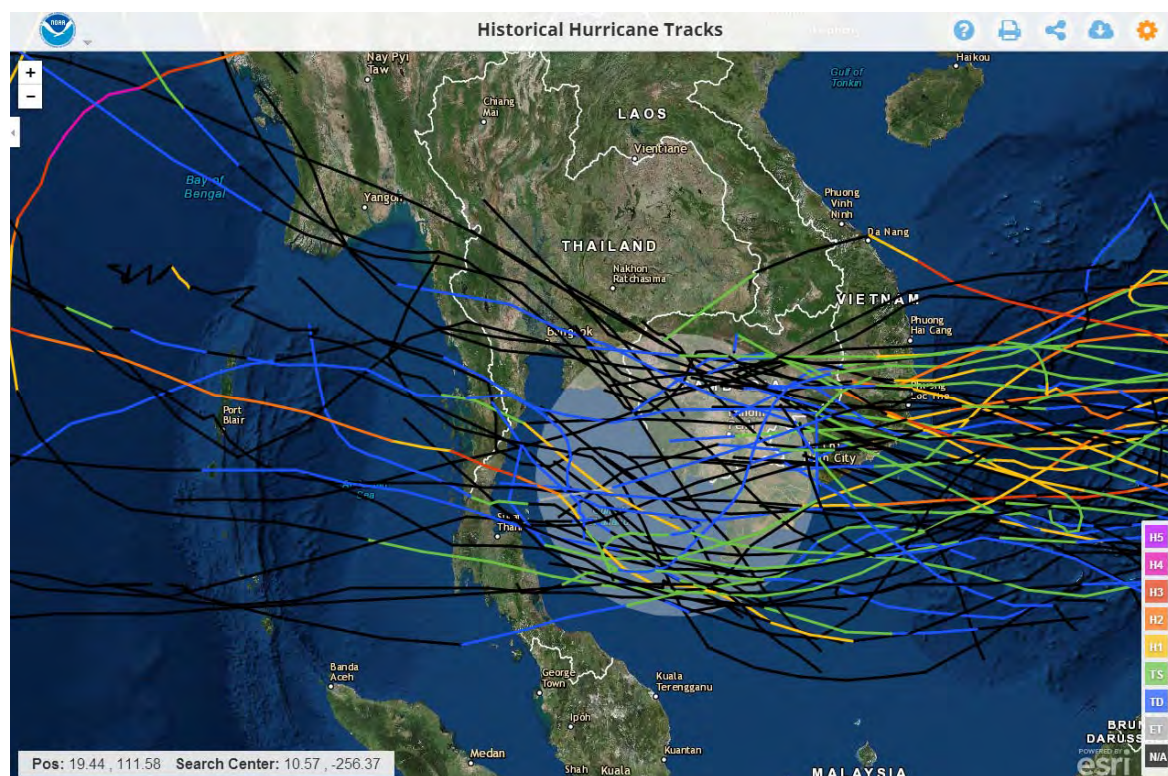 NOAA
Historical Hurricane Tracks
+
−
Nay Pyi
Taw
Haikou
Gulf of
Tonkin
Chiang
Mai
LAOS
Vientiane
Bay of
Bengal
Yangon
Phuong
Vinh
Ninh
Da Nang
THAILAND
Nakhon
Ratchasima
VIETNAM
Bangkok
Phuong
Hai Cang
Port
Blair
City
Sea
H5
H4
H3
H2
H1
TS
TD
ET
N/A
Banda
Aceh
George
Town
Kuala
Terengganu
Ipoh
Kuantan
Medan
Shah
Kuala
MALAYSIA
BRUN
DARUSS
POWERED BY
esri
Pos: 19.44 , 111.58 Search Center: 10.57 , -256.37